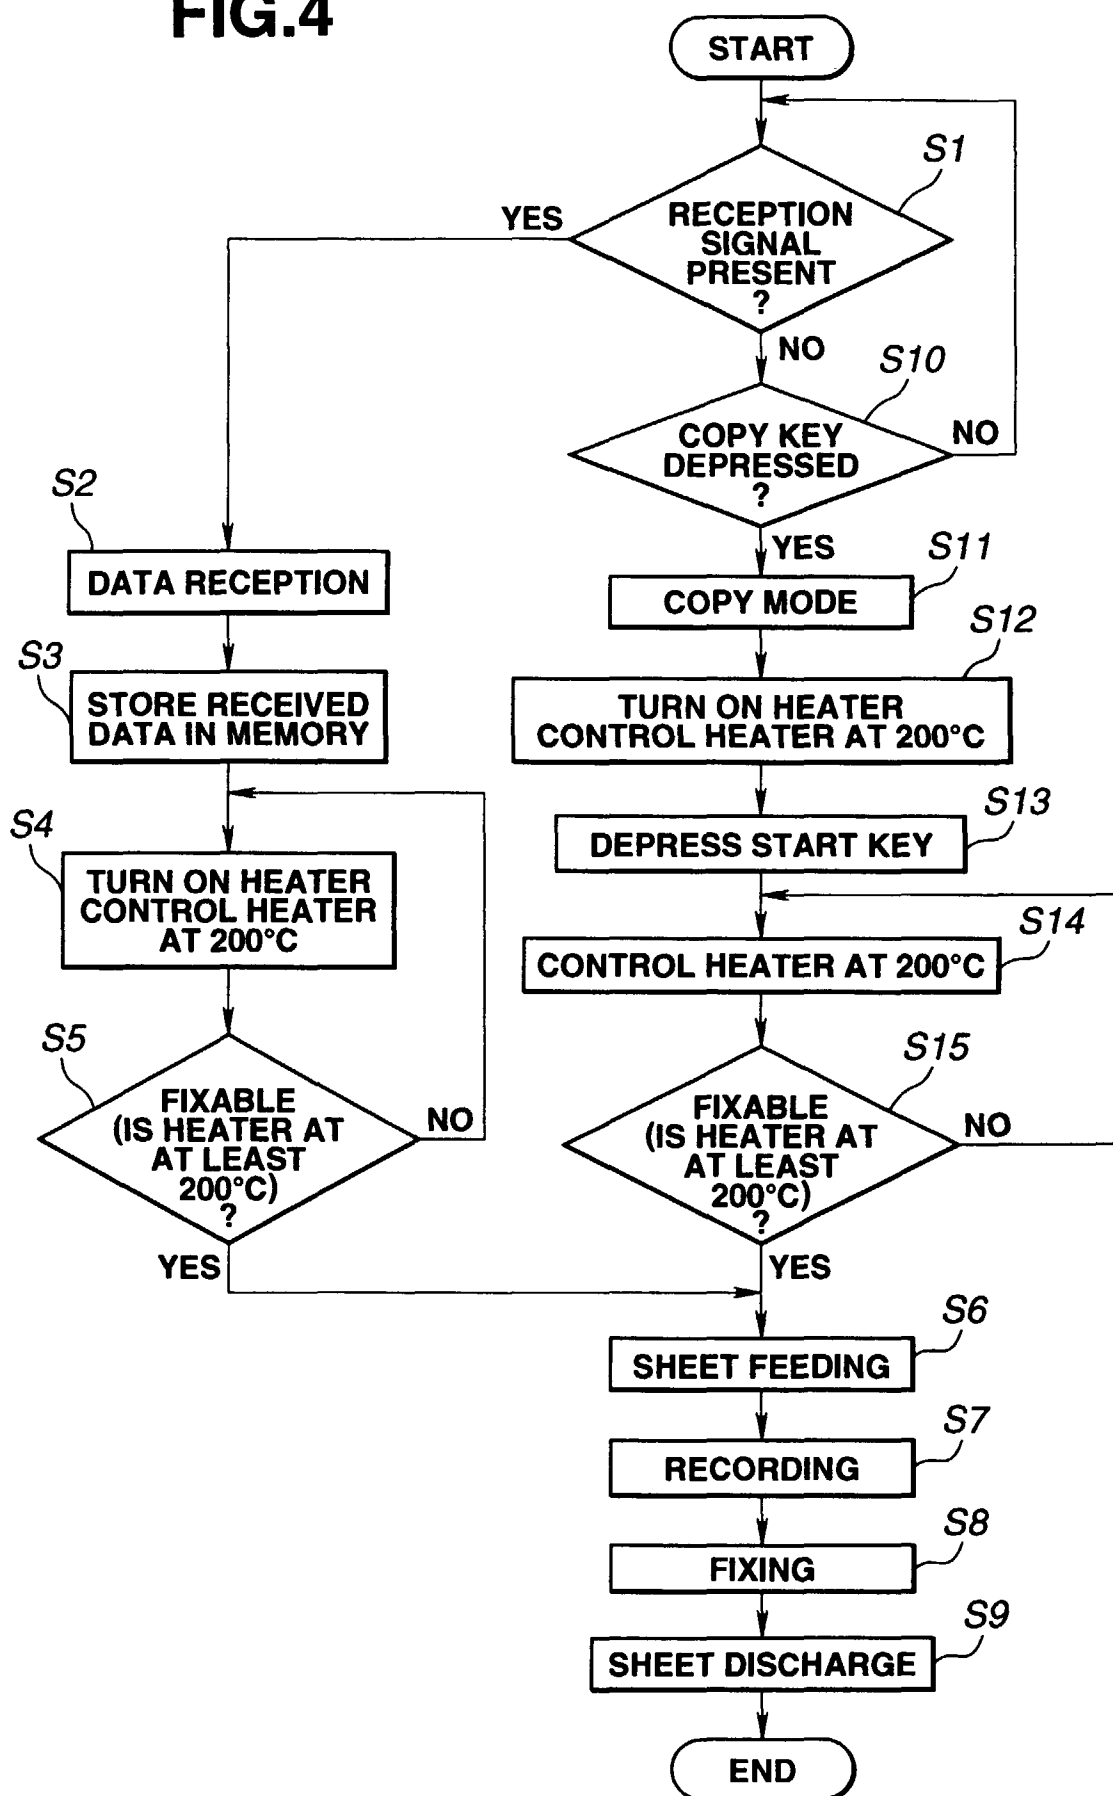 FIG.4
START
S1
RECEPTION
SIGNAL
PRESENT
?
YES
NO
S10
COPY KEY
DEPRESSED
?
NO
YES
S2
DATA RECEPTION
S3
STORE RECEIVED
DATA IN MEMORY
S4
TURN ON HEATER
CONTROL HEATER
AT 200°C
S5
FIXABLE
(IS HEATER AT
AT LEAST
200°C)
?
NO
YES
S11
COPY MODE
S12
TURN ON HEATER
CONTROL HEATER AT 200°C
S13
DEPRESS START KEY
S14
CONTROL HEATER AT 200°C
S15
FIXABLE
(IS HEATER AT
AT LEAST
200°C)
?
NO
YES
S6
SHEET FEEDING
S7
RECORDING
S8
FIXING
S9
SHEET DISCHARGE
END